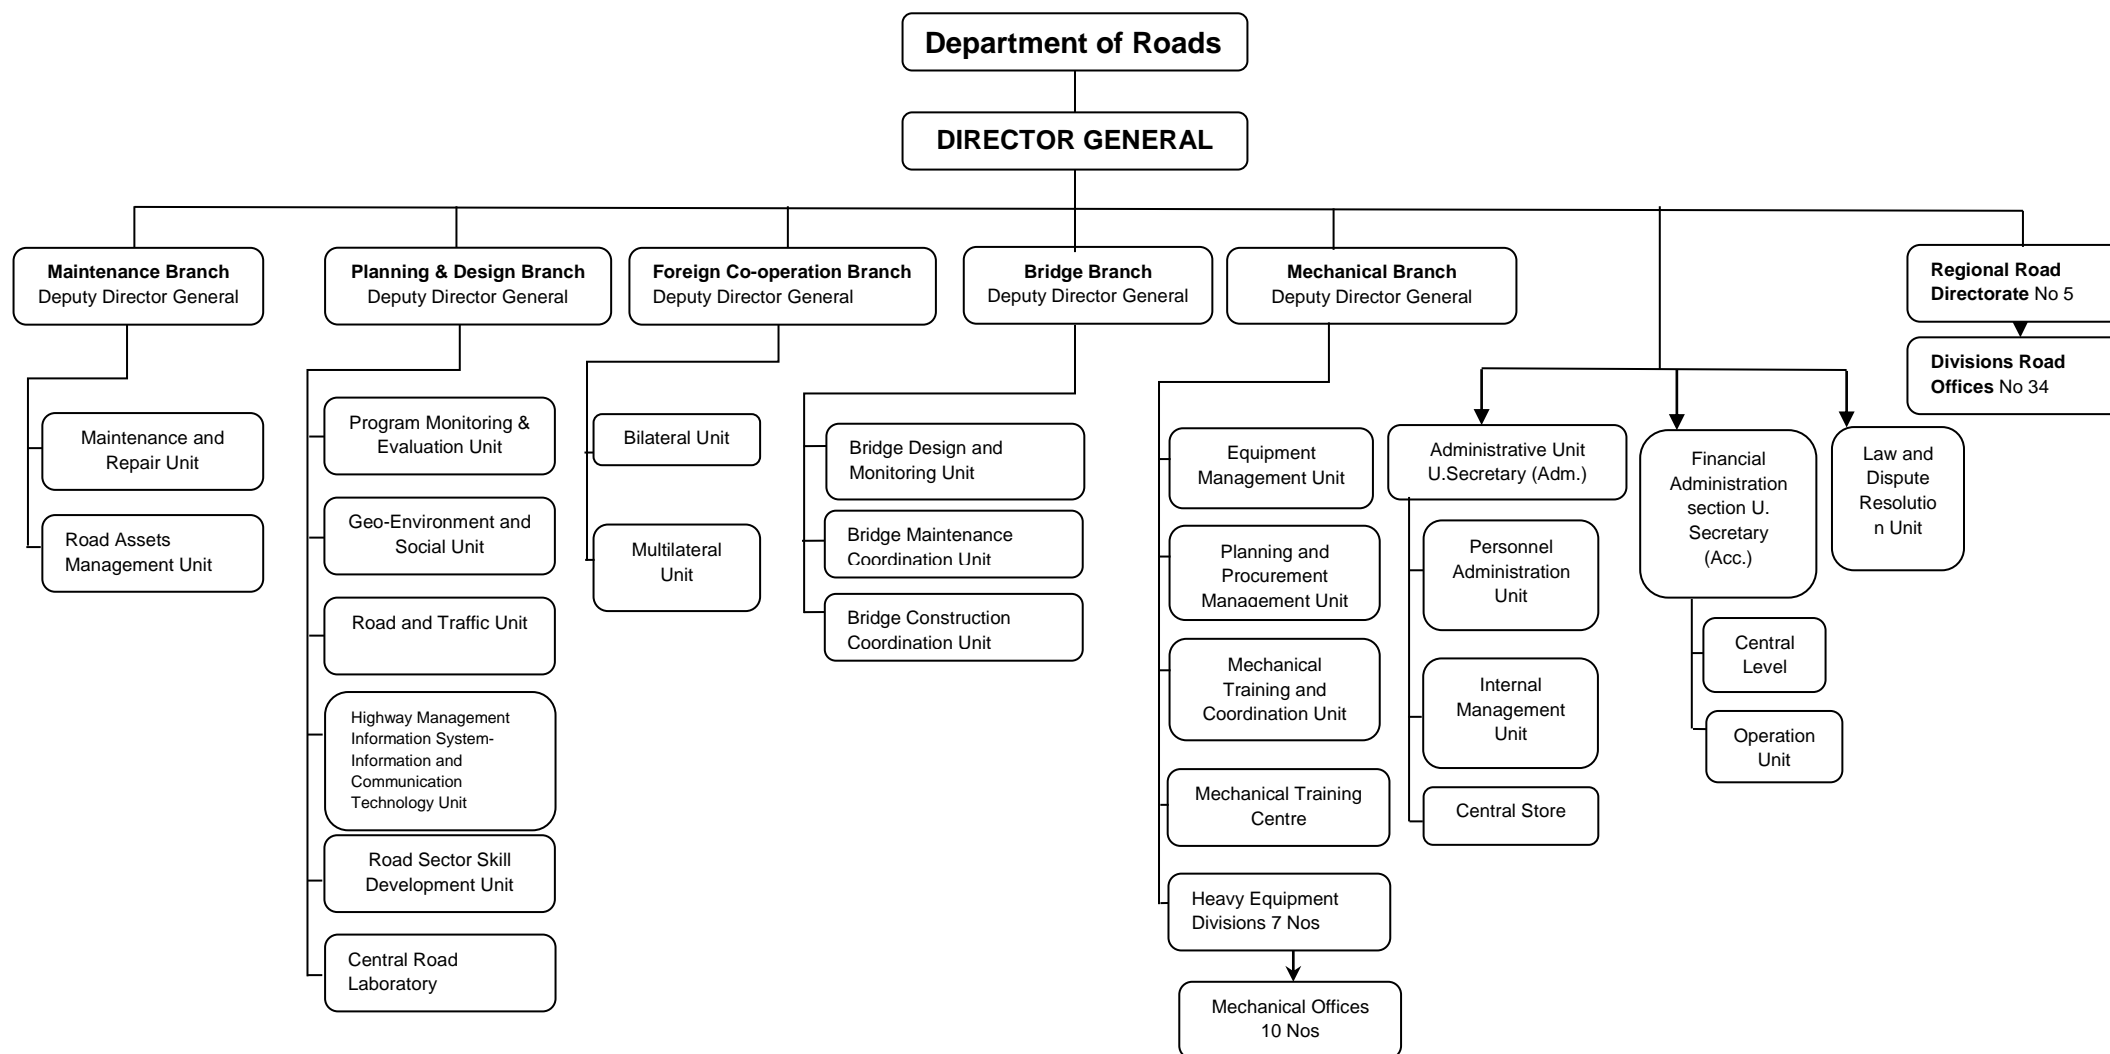 Department of Roads
DIRECTOR GENERAL
Maintenance Branch
Deputy Director General
Planning & Design Branch
Deputy Director General
Foreign Co-operation Branch
Deputy Director General
Bridge Branch
Deputy Director General
Mechanical Branch
Deputy Director General
Regional Road
Directorate No 5
Divisions Road
Offices No 34
Maintenance and
Repair Unit
Road Assets
Management Unit
Program Monitoring &
Evaluation Unit
Geo-Environment and
Social Unit
Road and Traffic Unit
Highway Management
Information System-
Information and
Communication
Technology Unit
Road Sector Skill
Development Unit
Central Road
Laboratory
Bilateral Unit
Multilateral
Unit
Bridge Design and
Monitoring Unit
Bridge Maintenance
Coordination Unit
Bridge Construction
Coordination Unit
Equipment
Management Unit
Planning and
Procurement
Management Unit
Mechanical
Training and
Coordination Unit
Mechanical Training
Centre
Heavy Equipment
Divisions 7 Nos
Mechanical Offices
10 Nos
Administrative Unit
U.Secretary (Adm.)
Personnel
Administration
Unit
Internal
Management
Unit
Central Store
Financial
Administration
section U.
Secretary
(Acc.)
Central
Level
Operation
Unit
Law and
Dispute
Resolutio
n Unit